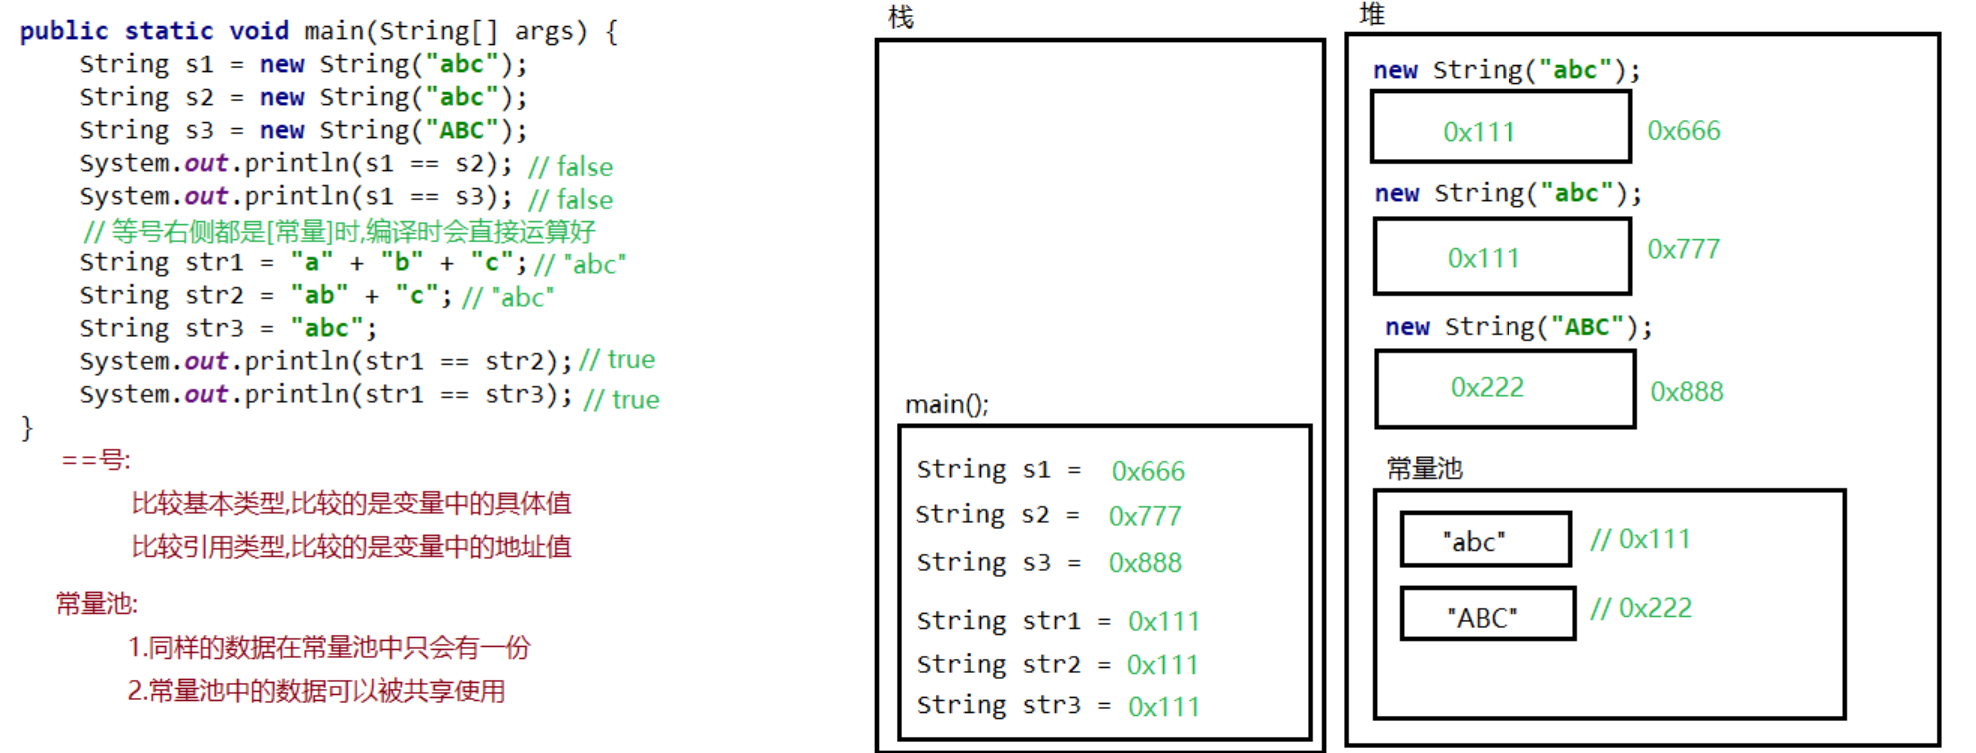 public static void main(String[] args) {
String s1 = new String("abc");
String s2 = new String("abc");
String s3 = new String("ABC");
System.out.println(s1 == s2); // false
System.out.println(s1 == s3); // false
// 等号右侧都是[常量]时,编译时会直接运算好
String str1 = "a" + "b" + "c"; // "abc"
String str2 = "ab" + "c"; // "abc"
String str3 = "abc";
System.out.println(str1 == str2); // true
System.out.println(str1 == str3); // true
}
==号:
比较基本类型,比较的是变量中的具体值
比较引用类型,比较的是变量中的地址值
常量池:
1.同样的数据在常量池中只会有一份
2.常量池中的数据可以被共享使用
栈
main();
String s1 = 0x666
String s2 = 0x777
String s3 = 0x888
String str1 = 0x111
String str2 = 0x111
String str3 = 0x111
堆
new String("abc");
0x111 0x666
new String("abc");
0x111 0x777
new String("ABC");
0x222 0x888
常量池
"abc" // 0x111
"ABC" // 0x222